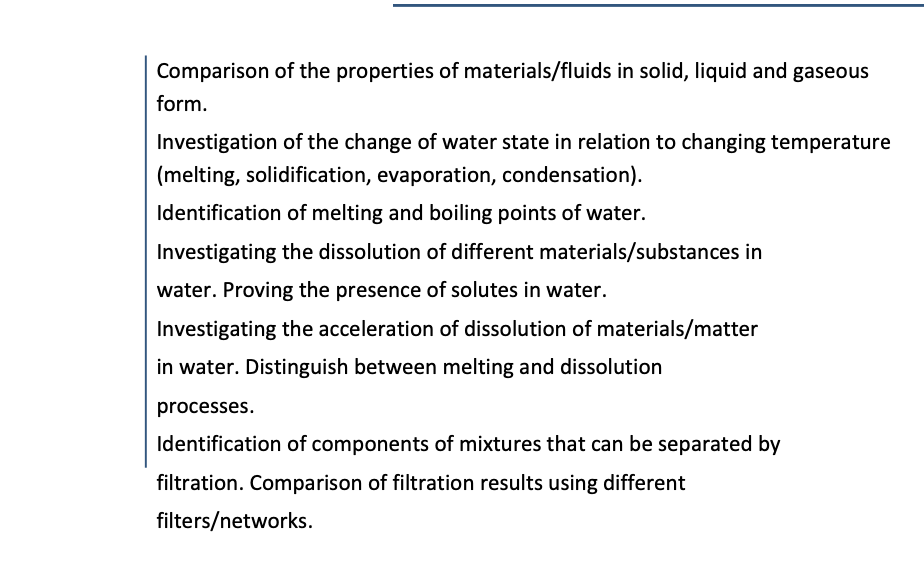 Comparison of the properties of materials/fluids in solid, liquid and gaseous
form.
Investigation of the change of water state in relation to changing temperature
(melting, solidification, evaporation, condensation).
Identification of melting and boiling points of water.
Investigating the dissolution of different materials/substances in
water. Proving the presence of solutes in water.
Investigating the acceleration of dissolution of materials/matter
in water. Distinguish between melting and dissolution
processes.
Identification of components of mixtures that can be separated by
filtration. Comparison of filtration results using different
filters/networks.